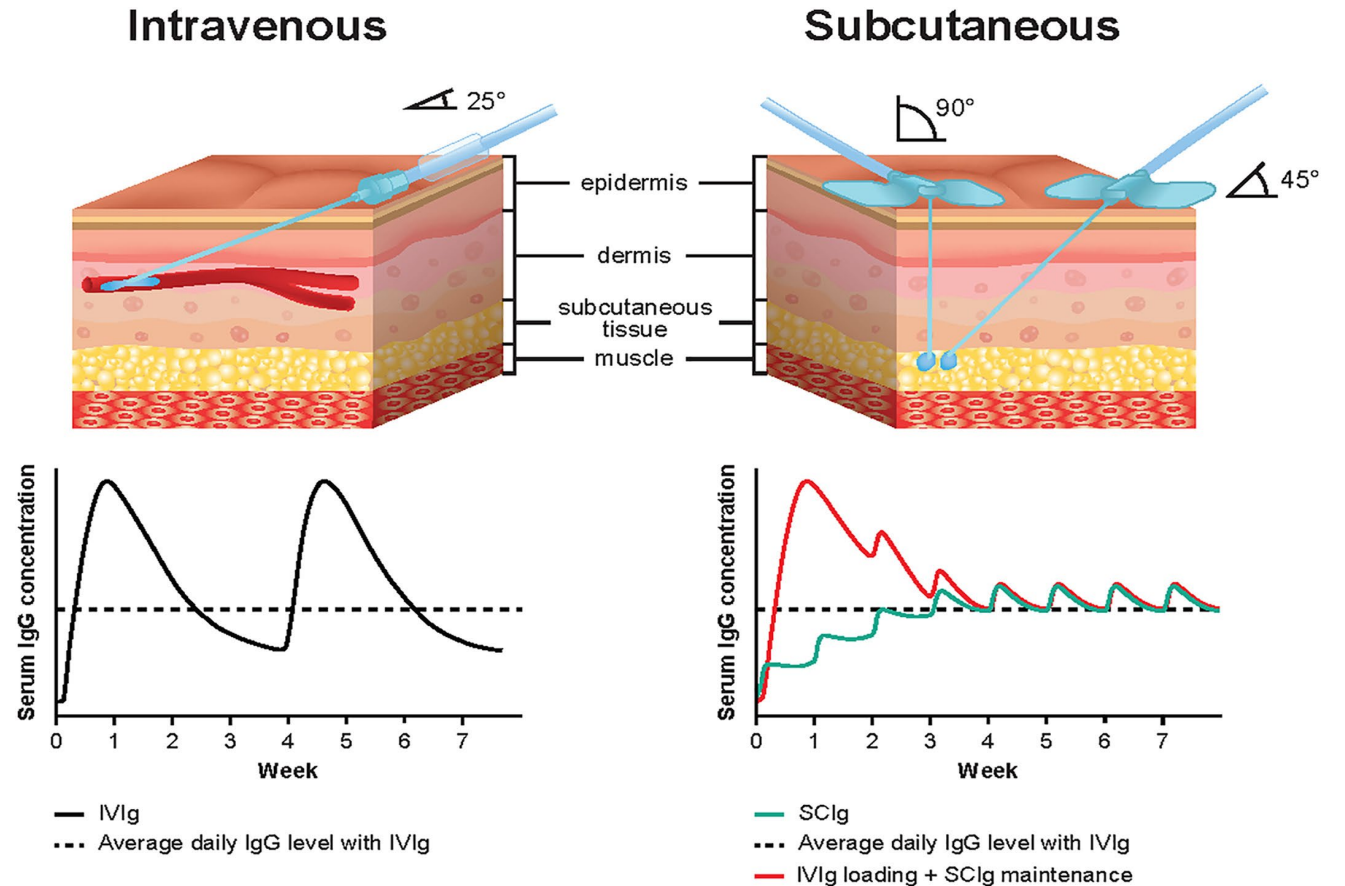 Intravenous
Subcutaneous
25°
90°
45°
epidermis
dermis
subcutaneous
tissue
muscle
Serum IgG concentration
0 1 2 3 4 5 6 7
Week
IVIg
Average daily IgG level with IVIg
Serum IgG concentration
0 1 2 3 4 5 6 7
Week
SCIg
Average daily IgG level with IVIg
IVIg loading + SCIg maintenance